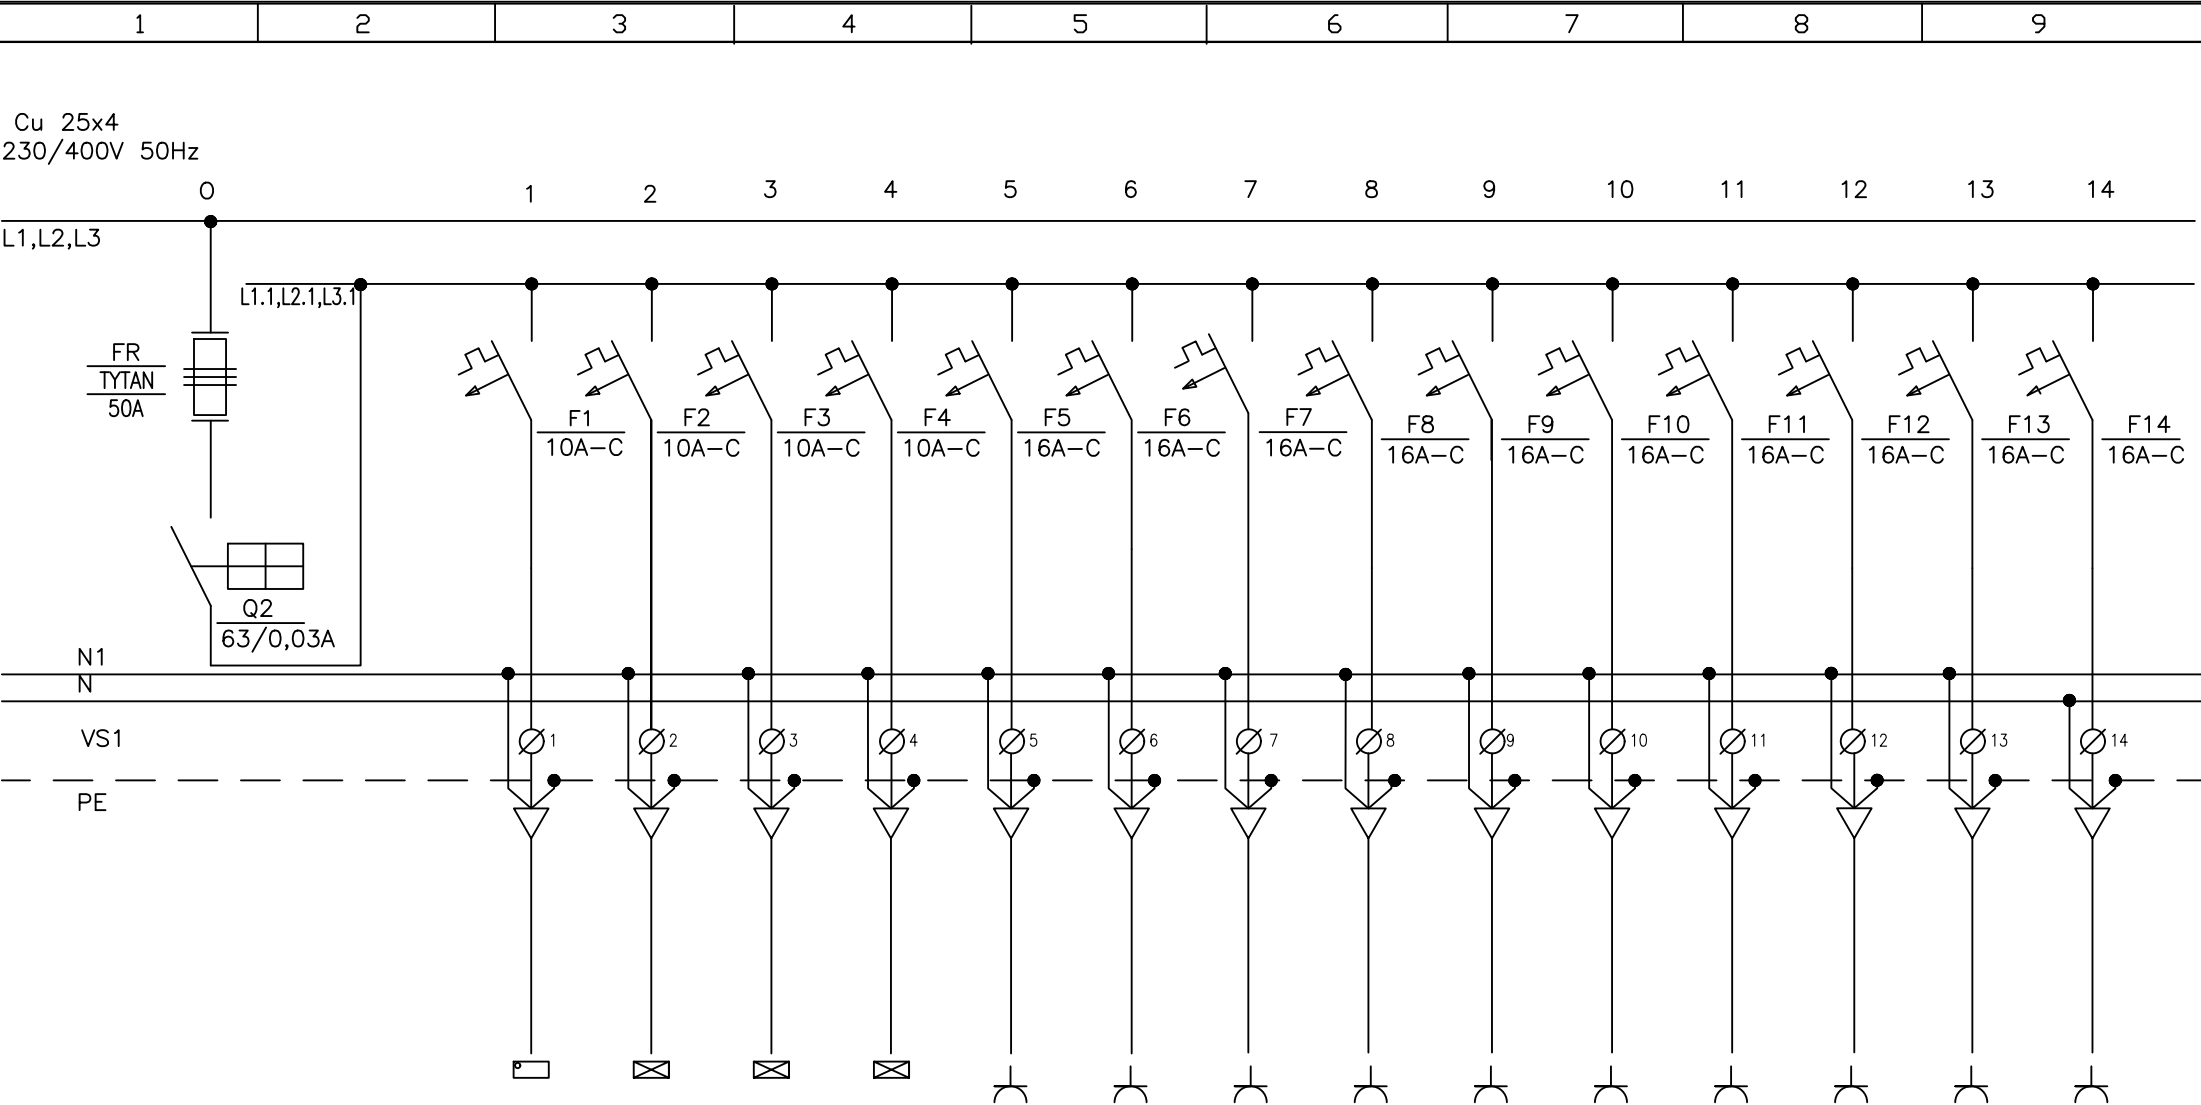 1 2 3 4 5 6 7 8 9
Cu 25x4
230/400V 50Hz
0 1 2 3 4 5 6 7 8 9 10 11 12 13 14
L1,L2,L3
L1.1,L2.1,L3.1
FR
TYTAN
50A
F1 F2 F3 F4 F5 F6 F7 F8 F9 F10 F11 F12 F13 F14
10A-C 10A-C 10A-C 10A-C 16A-C 16A-C 16A-C 16A-C 16A-C 16A-C 16A-C 16A-C 16A-C 16A-C
Q2
63/0,03A
N1
N
VS1 1 2 3 4 5 6 7 8 9 10 11 12 13 14
PE